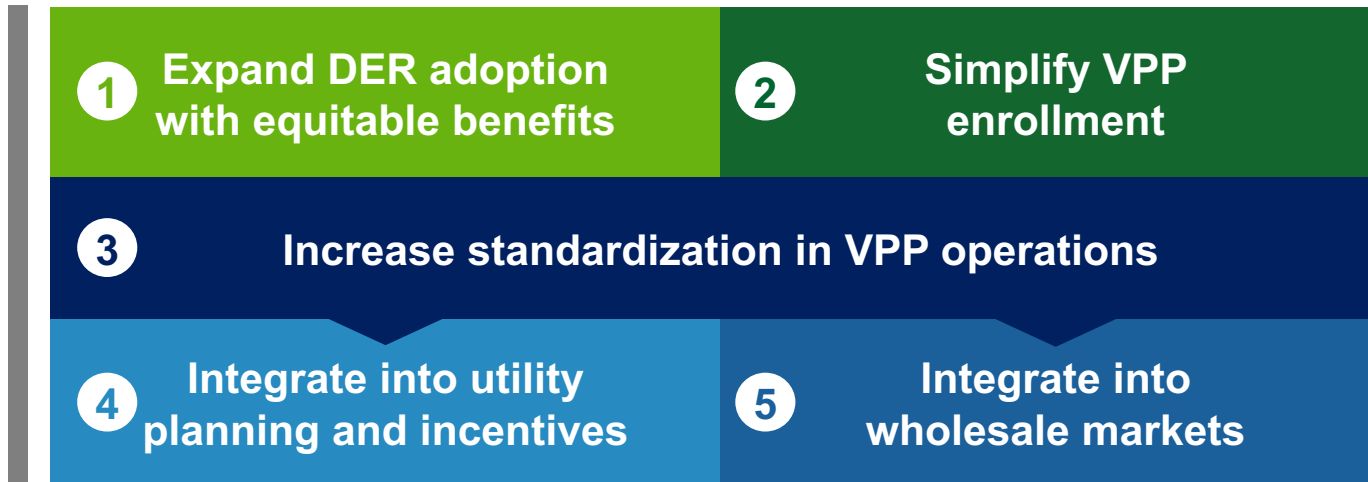 1
Expand DER adoption
with equitable benefits
2
Simplify VPP
enrollment
3
Increase standardization in VPP operations
4
Integrate into utility
planning and incentives
5
Integrate into
wholesale markets